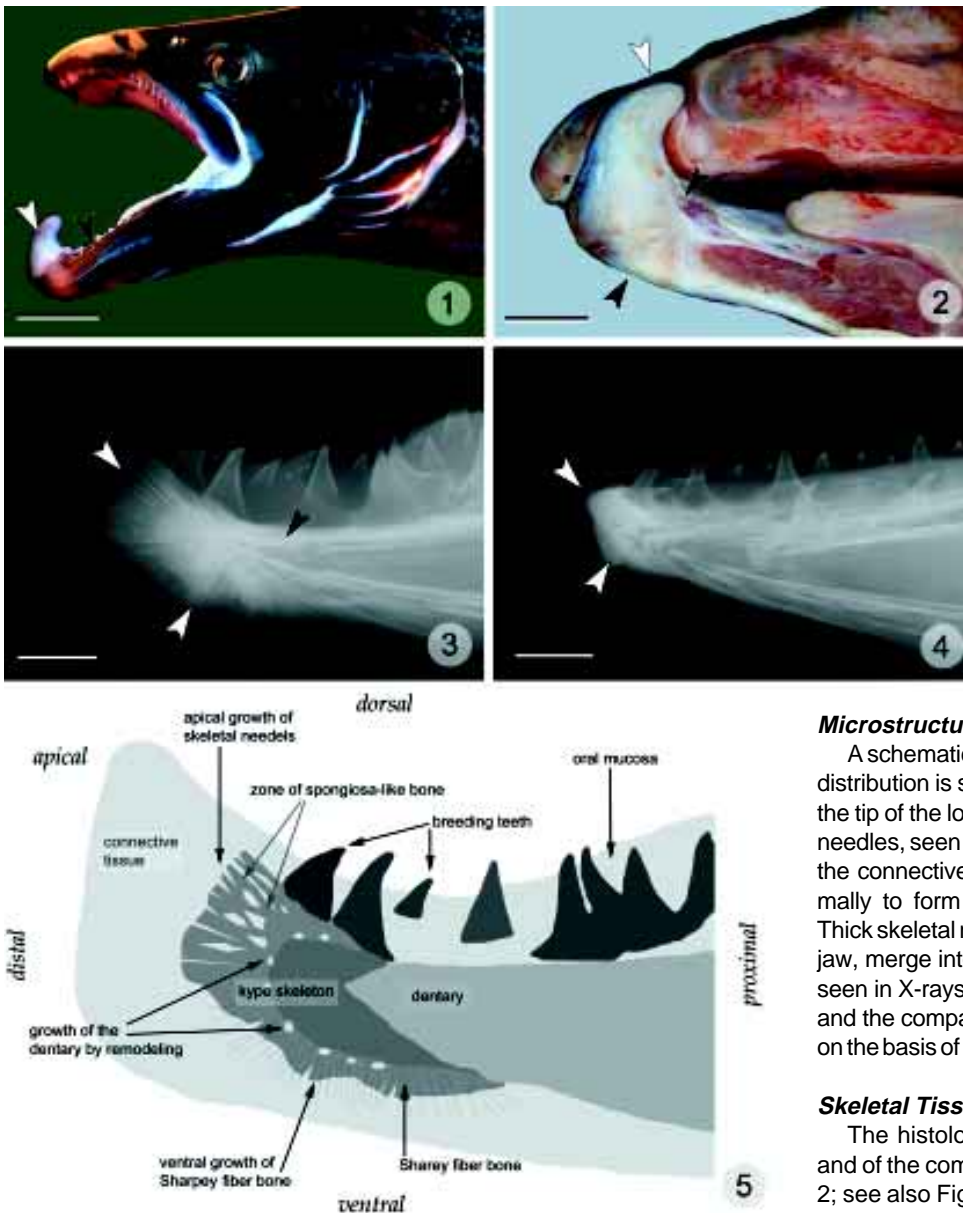 1
2
3
4
dorsal
apical
distal
proximal
ventral
apical growth of
skeletal needels
zone of spongiosa-like bone
breeding teeth
oral mucosa
connective
tissue
kype skeleton
dentary
growth of the
dentary by remodeling
ventral growth of
Sharpey fiber bone
Sharey fiber bone
5
Microstructu
A schematic
distribution is s
the tip of the lo
needles, seen
the connective
mally to form
Thick skeletal
jaw, merge int
seen in X-rays
and the compa
on the basis of
Skeletal Tiss
The histolo
and of the com
2; see also Fig